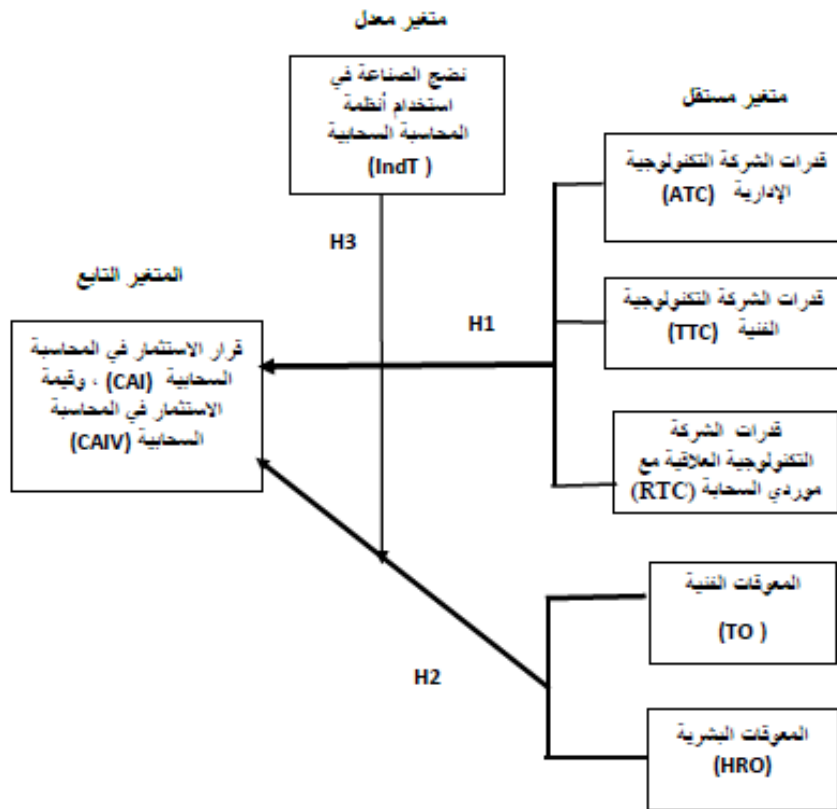 متغير معدل
نضج الصناعة في
استخدام أنظمة
المحاسبة السحابية
(IndT )
متغير مستقل
قدرات الشركة التكنولوجية
الإدارية (ATC)
H3
المتغير التابع
قدرات الشركة التكنولوجية
الفنية (TTC)
H1
قرار الاستثمار في المحاسبة
السحابية (CAI) ، وقيمة
الاستثمار في المحاسبة
السحابية (CAIV)
قدرات الشركة
التكنولوجية العلاقية مع
موردي السحابة (RTC)
المعوقات الفنية
(TO )
H2
المعوقات البشرية
(HRO)